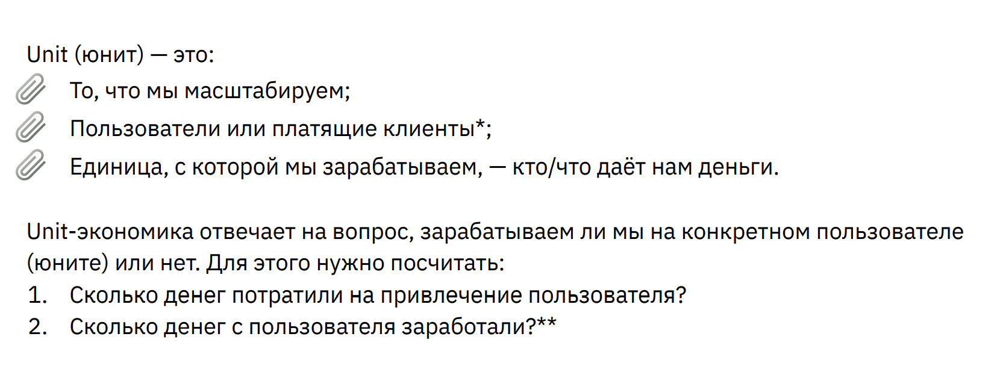 Unit (юнит) — это:
То, что мы масштабируем;
Пользователи или платящие клиенты*;
Единица, с которой мы зарабатываем, — кто/что даёт нам деньги.
Unit-экономика отвечает на вопрос, зарабатываем ли мы на конкретном пользователе
(юните) или нет. Для этого нужно посчитать:
1. Сколько денег потратили на привлечение пользователя?
2. Сколько денег с пользователя заработали?**